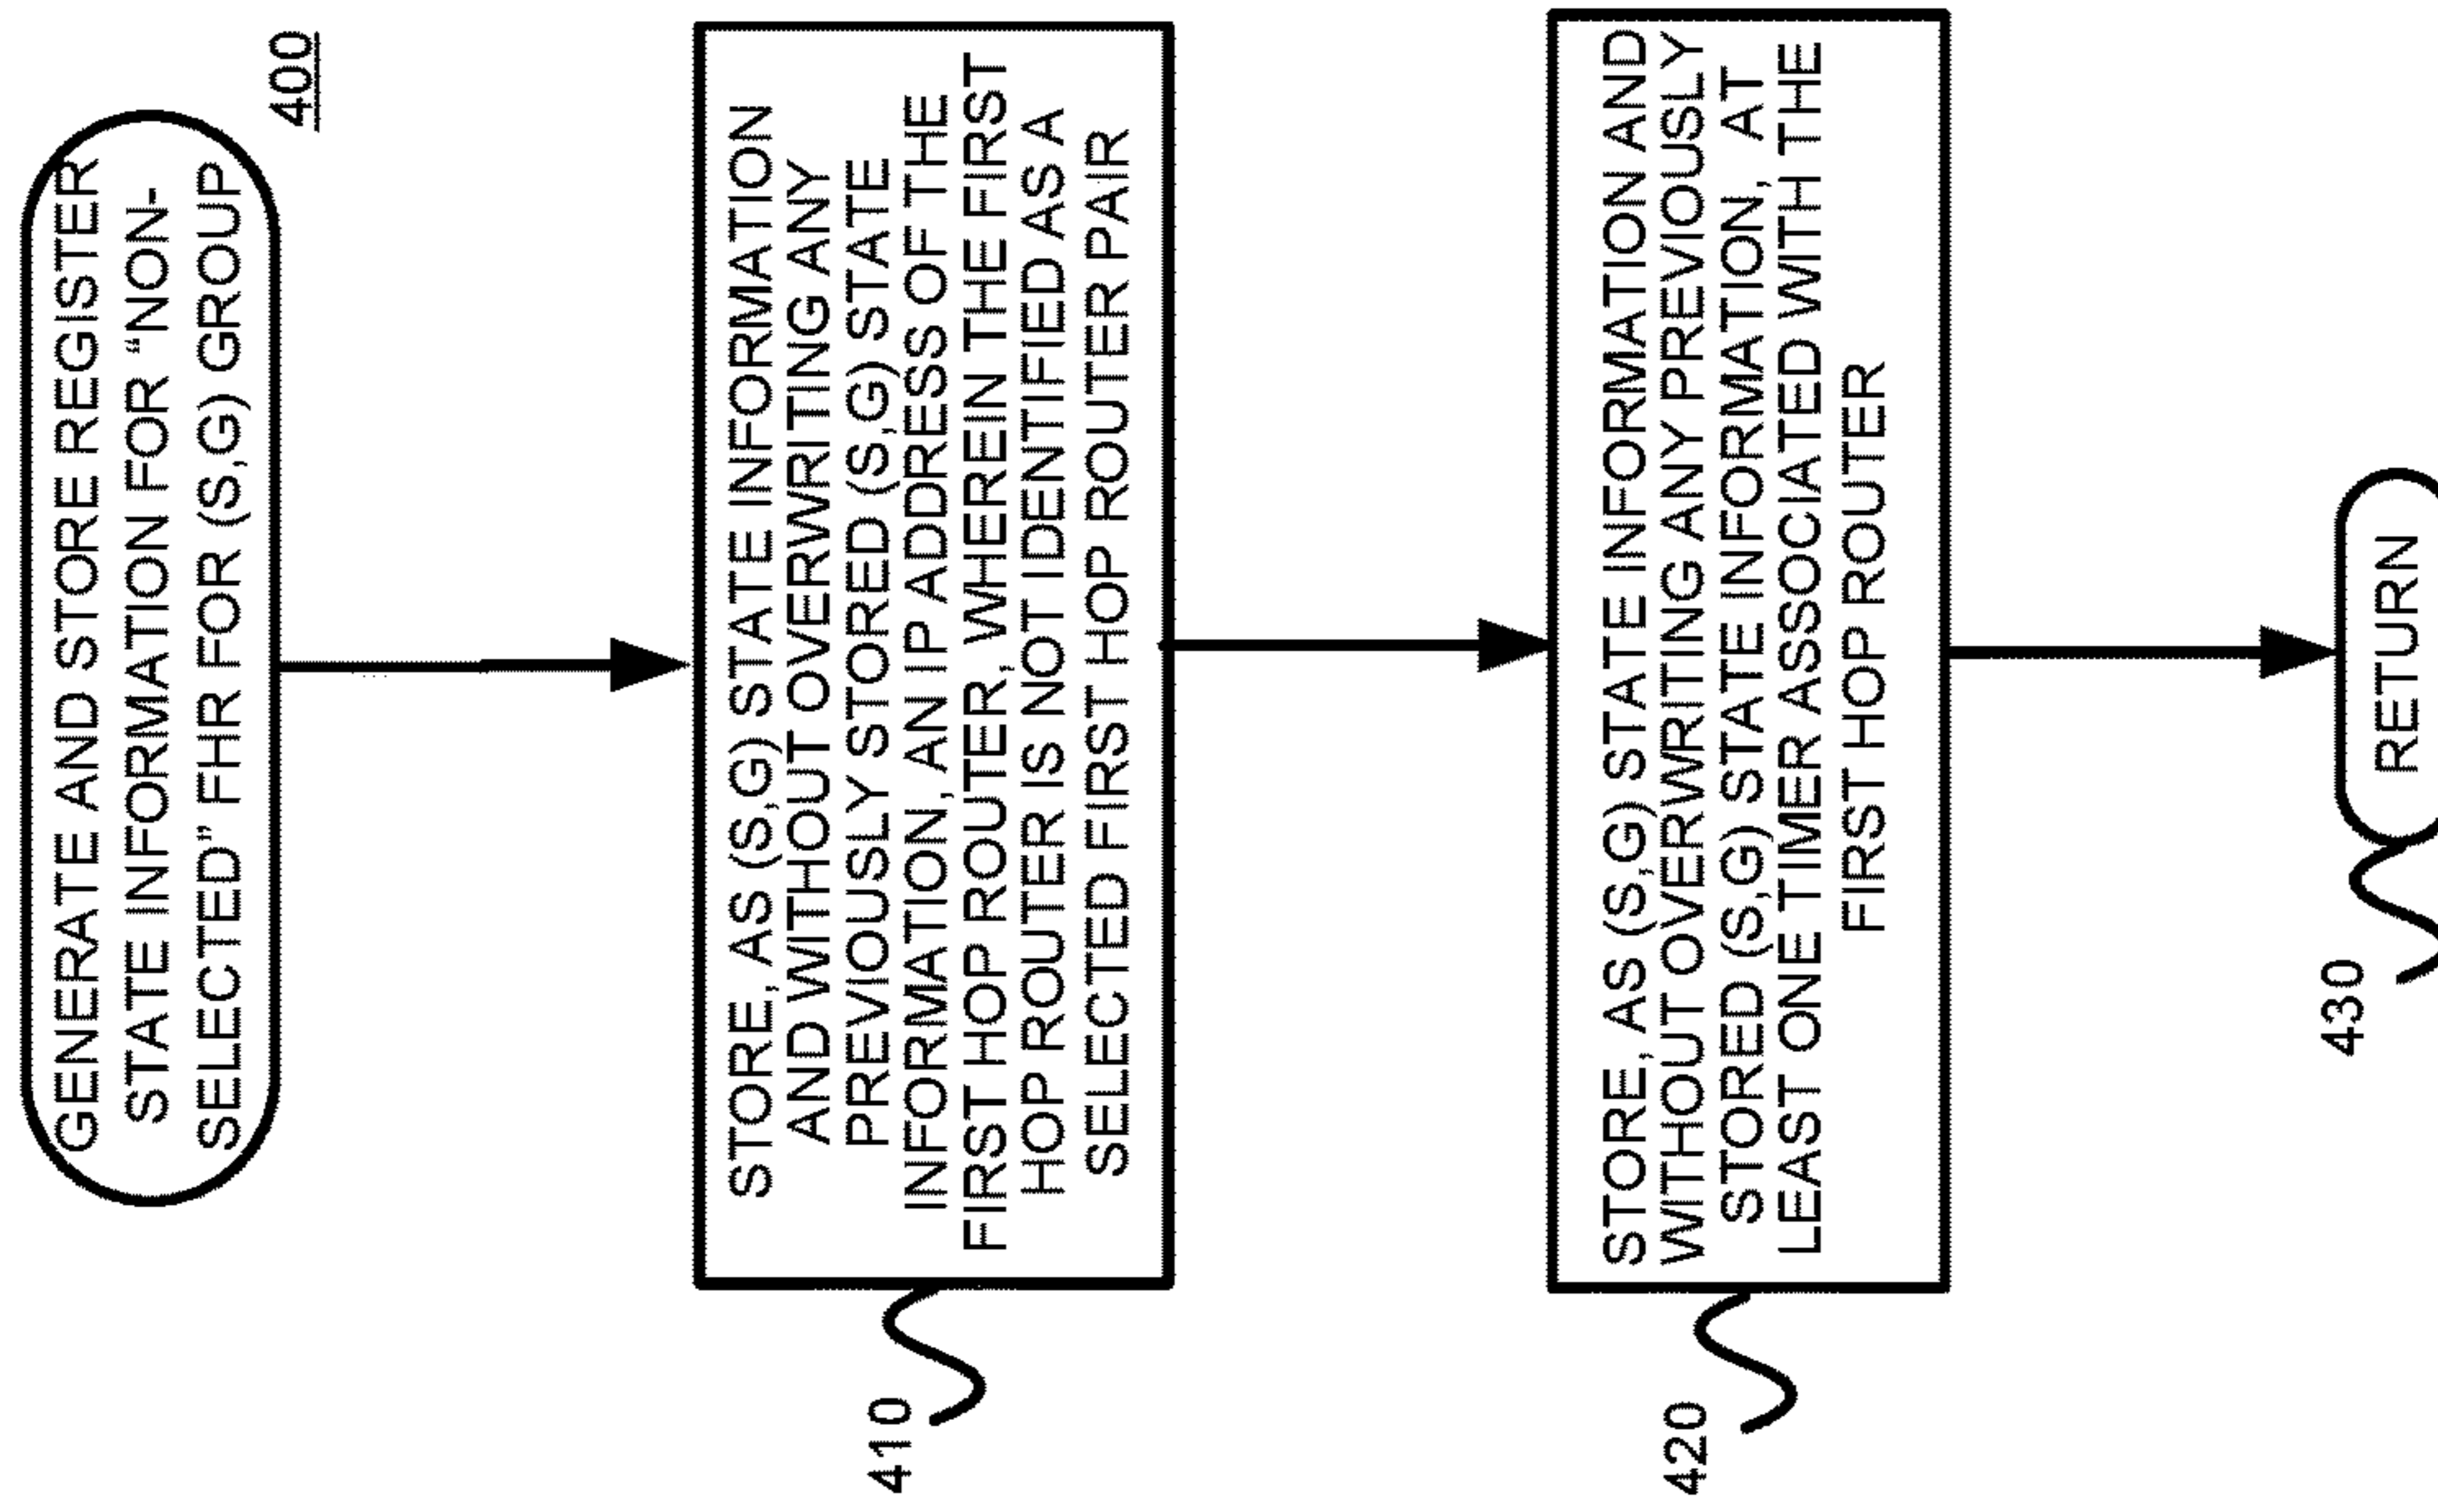 GENERATE AND STORE REGISTER
STATE INFORMATION FOR “NON-
SELECTED” FHR FOR (S,G) GROUP
400
STORE, AS (S,G) STATE INFORMATION
AND WITHOUT OVERWRITING ANY
PREVIOUSLY STORED (S,G) STATE
INFORMATION, AN IP ADDRESS OF THE
FIRST HOP ROUTER, WHEREIN THE FIRST
HOP ROUTER IS NOT IDENTIFIED AS A
SELECTED FIRST HOP ROUTER PAIR
410
STORE, AS (S,G) STATE INFORMATION AND
WITHOUT OVERWRITING ANY PREVIOUSLY
STORED (S,G) STATE INFORMATION, AT
LEAST ONE TIMER ASSOCIATED WITH THE
FIRST HOP ROUTER
420
RETURN
430